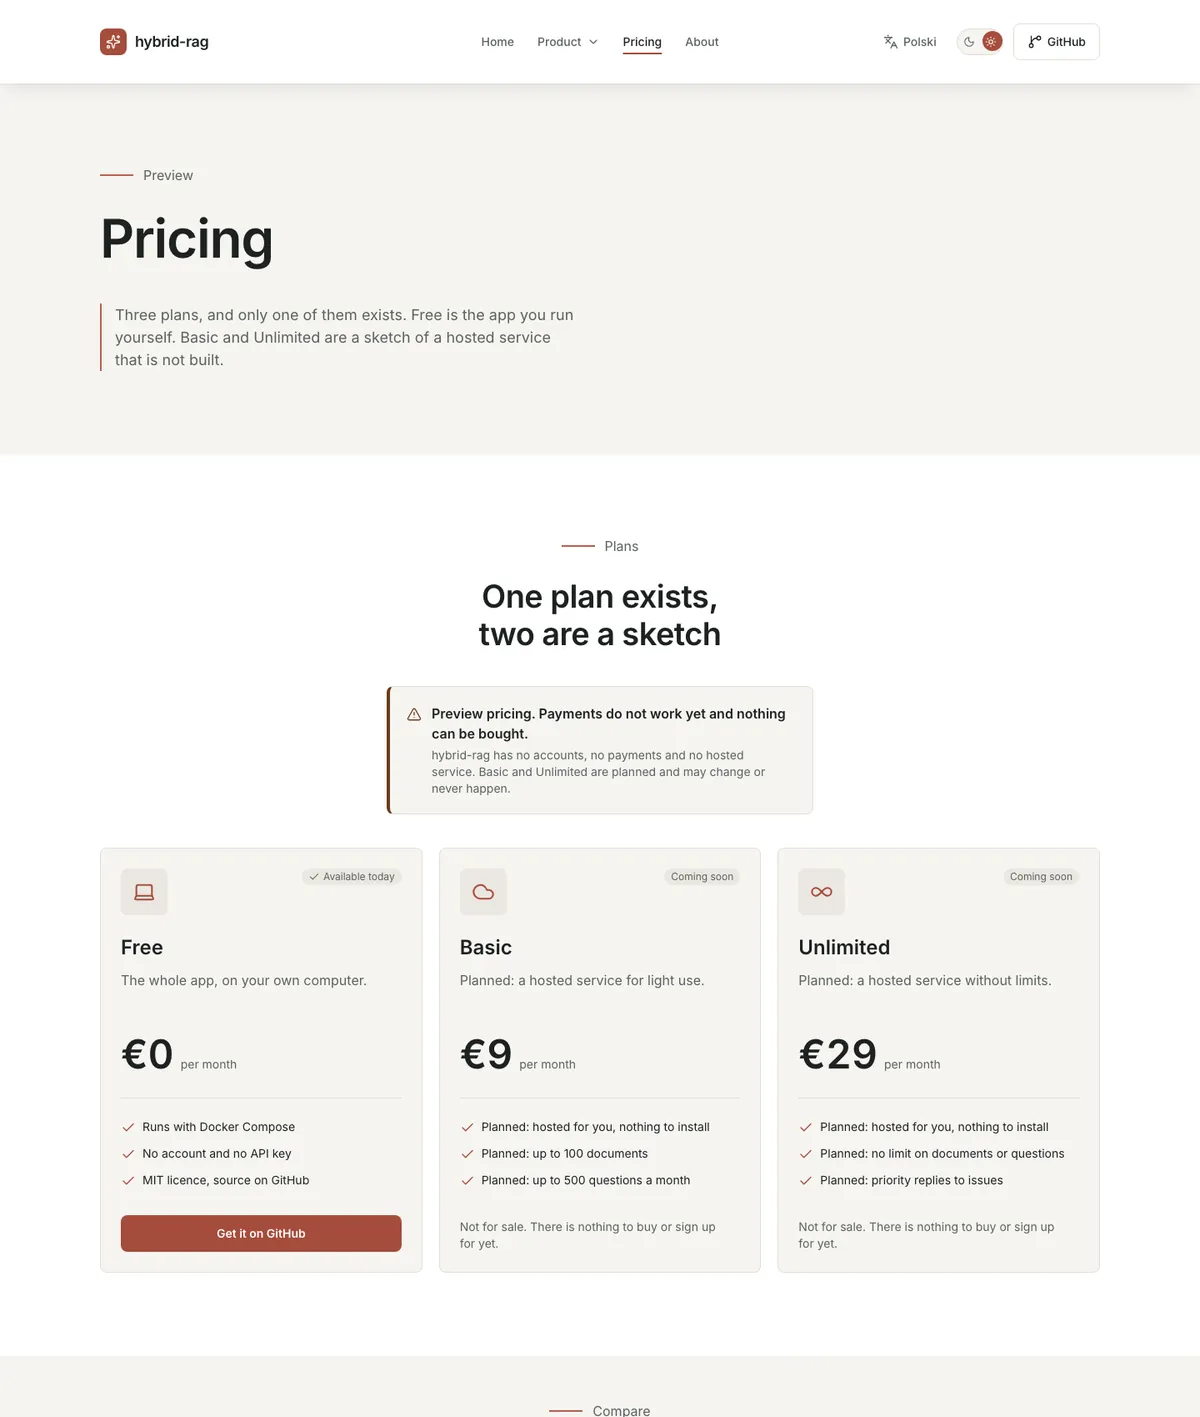 hybrid-rag
Home
Product
Pricing
About
Polski
GitHub
Preview
Pricing
Three plans, and only one of them exists. Free is the app you run
yourself. Basic and Unlimited are a sketch of a hosted service
that is not built.
Plans
One plan exists,
two are a sketch
Preview pricing. Payments do not work yet and nothing
can be bought.
hybrid-rag has no accounts, no payments and no hosted
service. Basic and Unlimited are planned and may change or
never happen.
Available today
Free
The whole app, on your own computer.
€0 per month
Runs with Docker Compose
No account and no API key
MIT licence, source on GitHub
Get it on GitHub
Coming soon
Basic
Planned: a hosted service for light use.
€9 per month
Planned: hosted for you, nothing to install
Planned: up to 100 documents
Planned: up to 500 questions a month
Not for sale. There is nothing to buy or sign up
for yet.
Coming soon
Unlimited
Planned: a hosted service without limits.
€29 per month
Planned: hosted for you, nothing to install
Planned: no limit on documents or questions
Planned: priority replies to issues
Not for sale. There is nothing to buy or sign up
for yet.
Compare